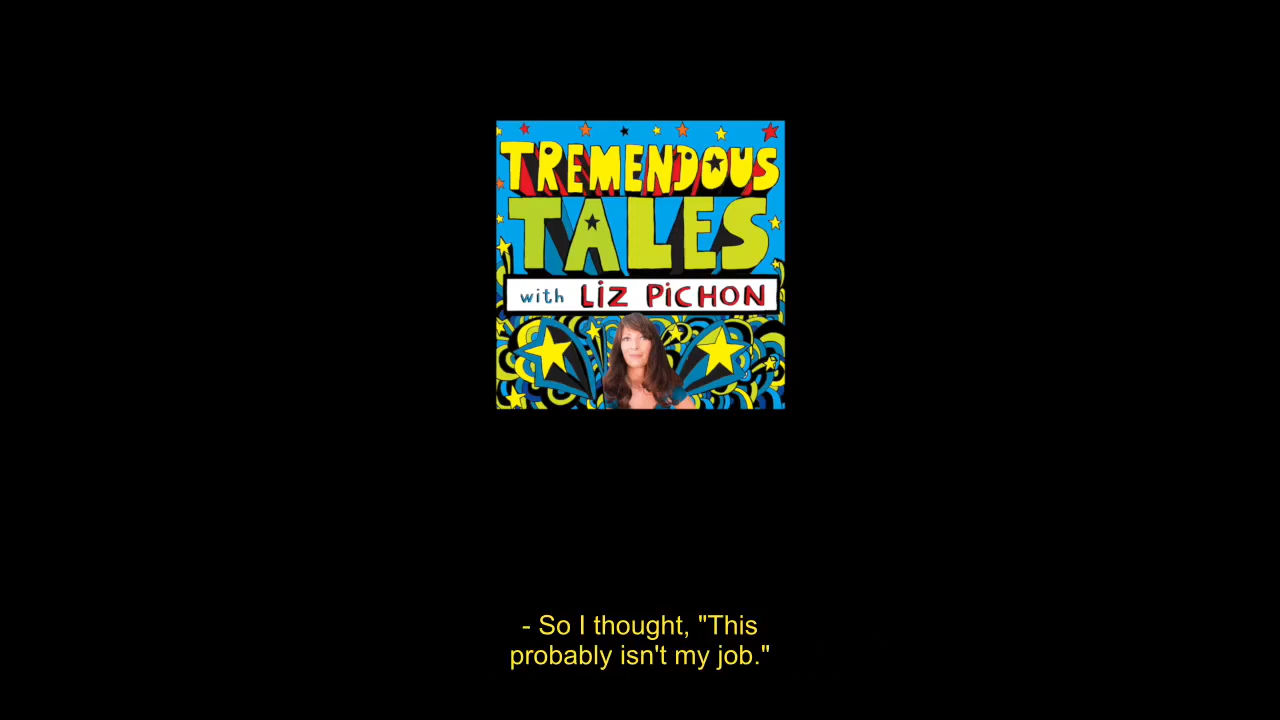 TREMENDOUS
TALES
with LiZ PiCHON
- So I thought, "This
probably isn't my job."